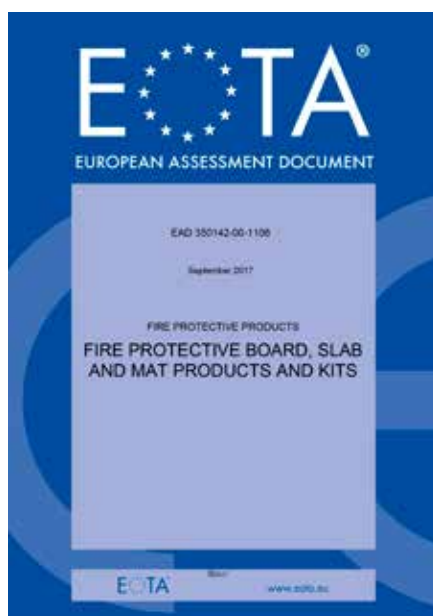 EOTA®
EUROPEAN ASSESSMENT DOCUMENT
EAD 350142-00-1106
September 2017
FIRE PROTECTIVE PRODUCTS
FIRE PROTECTIVE BOARD, SLAB
AND MAT PRODUCTS AND KITS
EOTA
www.eota.eu